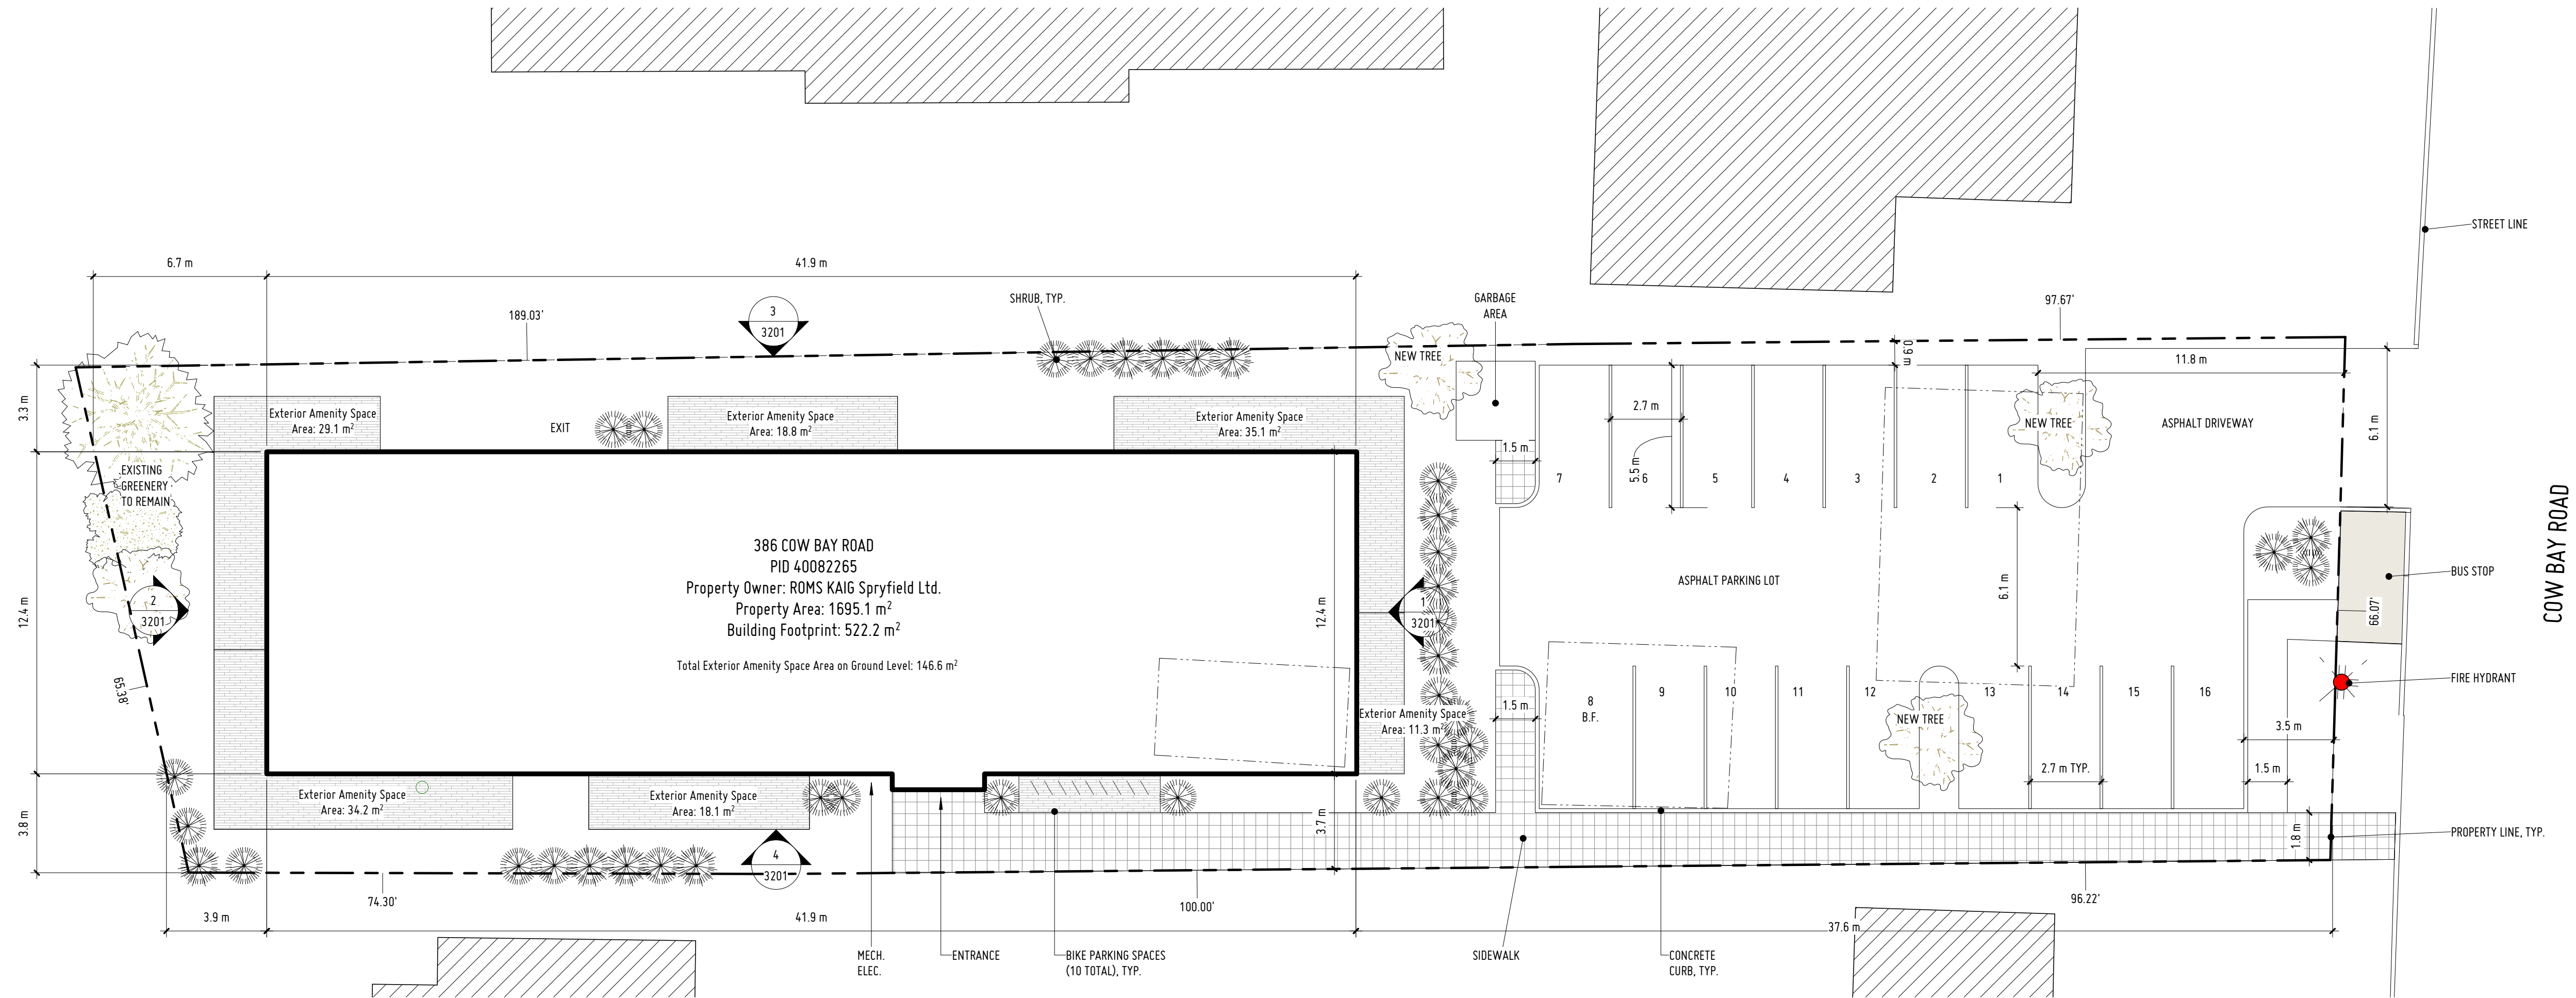 STREET LINE
6.7 m
41.9 m
SHRUB, TYP.
GARBAGE
AREA
97.67'
189.03'
3
3201
NEW TREE
0.9 m
11.8 m
3.3 m
Exterior Amenity Space
Area: 29.1 m²
EXIT
Exterior Amenity Space
Area: 18.8 m²
Exterior Amenity Space
Area: 35.1 m²
2.7 m
NEW TREE
ASPHALT DRIVEWAY
6.1 m
1.5 m
5.5 m
EXISTING
GREENERY
TO REMAIN
7
6
5
4
3
2
1
COW BAY ROAD
386 COW BAY ROAD
PID 40082265
Property Owner: ROMS KAIG Spryfield Ltd.
Property Area: 1695.1 m²
Building Footprint: 522.2 m²
Total Exterior Amenity Space Area on Ground Level: 146.6 m²
12.4 m
2
3201
12.4 m
1
3201
ASPHALT PARKING LOT
6.1 m
BUS STOP
66.07'
65.38'
FIRE HYDRANT
8
B.F.
9
10
11
12
13
14
15
16
1.5 m
Exterior Amenity Space
Area: 11.3 m²
NEW TREE
3.5 m
2.7 m TYP.
1.5 m
3.8 m
Exterior Amenity Space
Area: 34.2 m²
Exterior Amenity Space
Area: 18.1 m²
3.7 m
1.8 m
PROPERTY LINE, TYP.
4
3201
74.30'
100.00'
96.22'
3.9 m
41.9 m
37.6 m
MECH.
ELEC.
ENTRANCE
BIKE PARKING SPACES
(10 TOTAL), TYP.
SIDEWALK
CONCRETE
CURB, TYP.